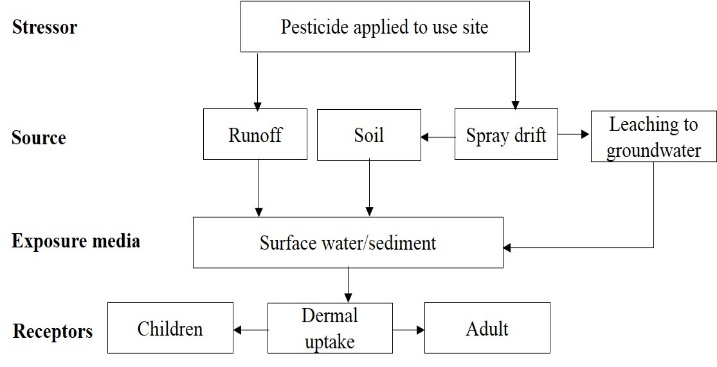 Stressor
Pesticide applied to use site
Source
Runoff
Soil
Spray drift
Leaching to
groundwater
Exposure media
Surface water/sediment
Receptors
Children
Dermal
uptake
Adult